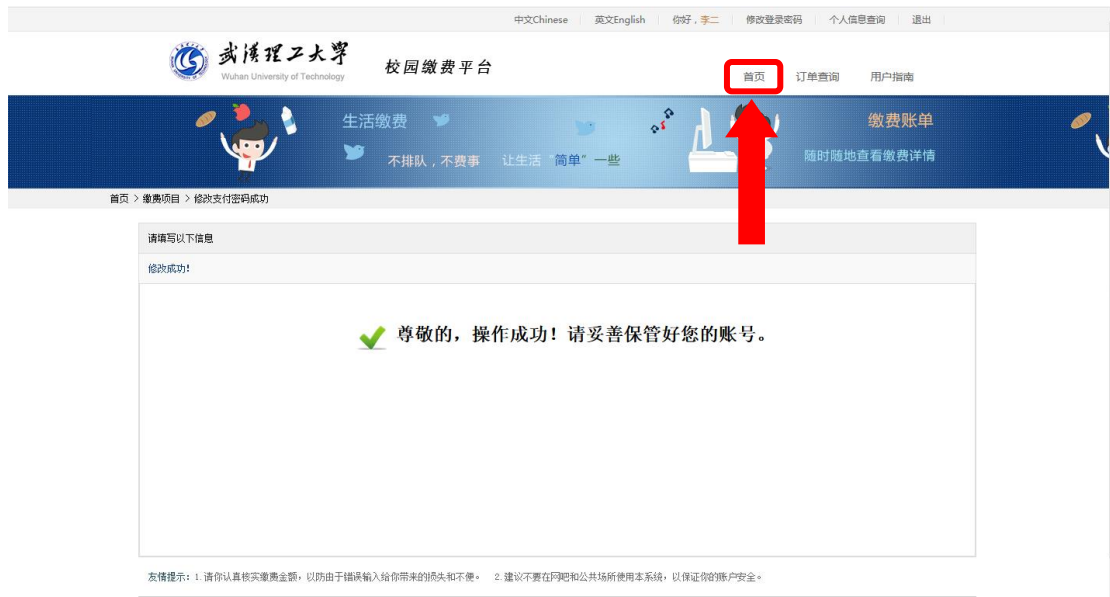 中文Chinese 英文English 你好，李二 修改登录密码 个人信息查询 退出
武汉理工大学
Wuhan University of Technology
校园缴费平台
首页 订单查询 用户指南
生活缴费
不排队，不费事 让生活“简单”一些
缴费账单
随时随地查看缴费详情
首页 > 缴费项目 > 修改支付密码成功
请填写以下信息
修改成功!
尊敬的，操作成功！请妥善保管好您的账号。
友情提示：1.请你认真核实缴费金额，以防由于错误输入给你带来的损失和不便。 2.建议不要在网吧和公共场所使用本系统，以保证你的账户安全。